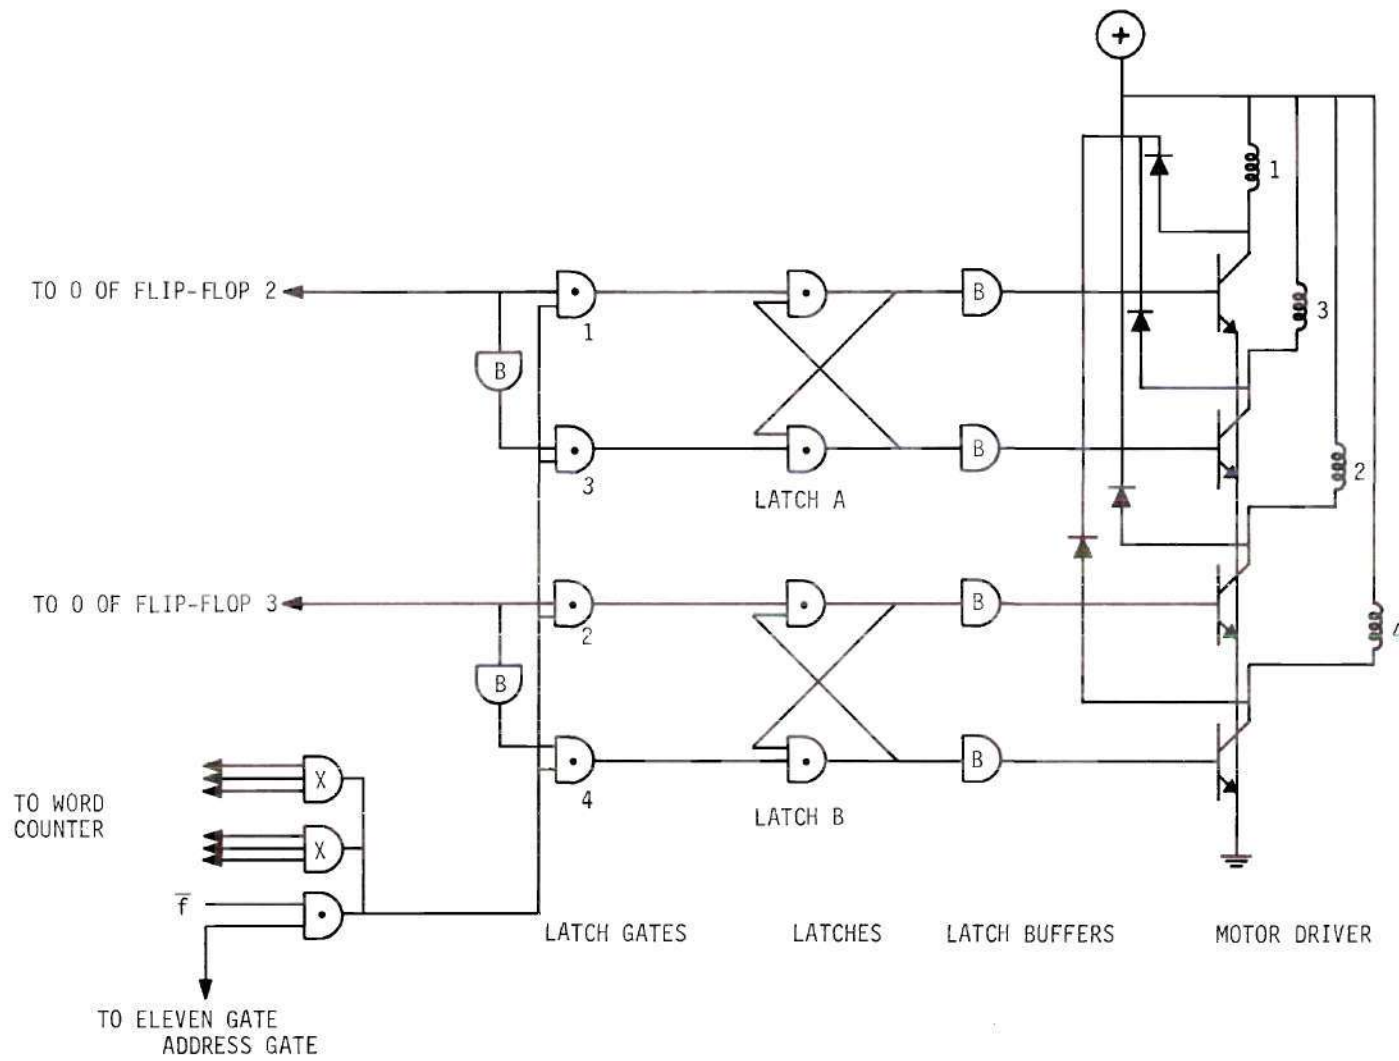 +
1
TO 0 OF FLIP-FLOP 2
B
1
3
B
B
3
LATCH A
2
TO 0 OF FLIP-FLOP 3
B
2
4
B
B
4
LATCH B
X
TO WORD
COUNTER
X
f̅
LATCH GATES
LATCHES
LATCH BUFFERS
MOTOR DRIVER
TO ELEVEN GATE
ADDRESS GATE